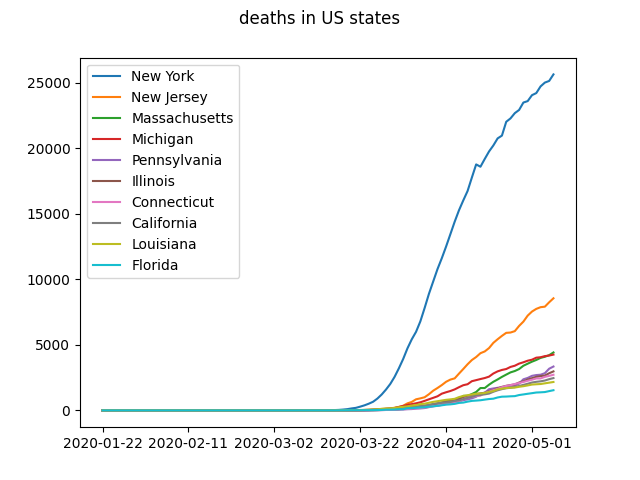 deaths in US states
New York
New Jersey
Massachusetts
Michigan
Pennsylvania
Illinois
Connecticut
California
Louisiana
Florida
25000
20000
15000
10000
5000
0
2020-01-22 2020-02-11 2020-03-02 2020-03-22 2020-04-11 2020-05-01